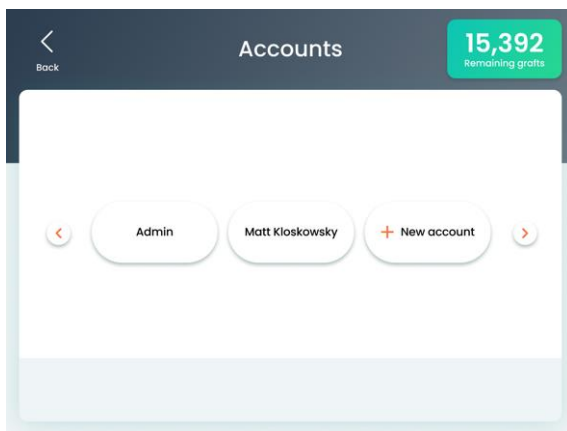 Back
Accounts
15,392
Remaining grafts
Admin
Matt Kloskowsky
+ New account